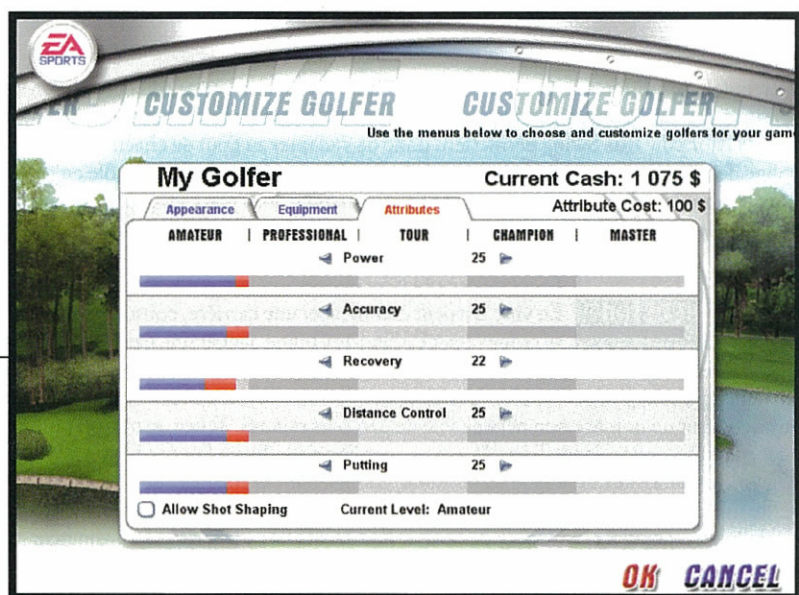 EA
SPORTS
CUSTOMIZE GOLFER CUSTOMIZE GOLFER
Use the menus below to choose and customize golfers for your gam
My Golfer Current Cash: 1 075 $
Appearance Equipment Attributes Attribute Cost: 100 $
AMATEUR | PROFESSIONAL | TOUR | CHAMPION | MASTER
Power 25
Accuracy 25
Recovery 22
Distance Control 25
Putting 25
Allow Shot Shaping Current Level: Amateur
OK CANCEL